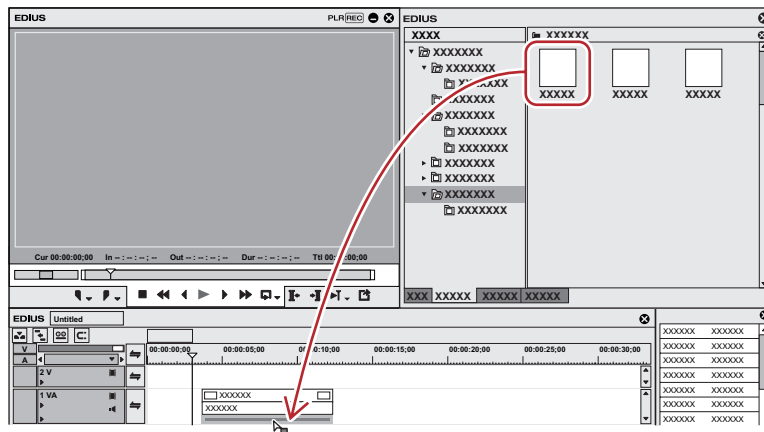 EDIUS PLR REC
Cur 00:00:00;00 In -- : -- : -- ; -- Out -- : -- : -- ; -- Dur -- : -- : -- ; -- Ttl 00:00:00;00
EDIUS
XXXX
XXXXXX
XXXXXXX
XXXXXXX
XXXXXXX
XXXXXXX
XXXXXXX
XXXXXXX
XXXXXXX
XXXXXXX
XXXXXXX
XXXXXXX
XXXXXXX
XXXXX XXXXX XXXXX
XXX XXXXX XXXXX XXXXX
EDIUS Untitled
V
A
00:00:00;00 00:00:05;00 00:00:10;00 00:00:15;00 00:00:20;00 00:00:25;00 00:00:30;00
2 V
1 VA
XXXXXX
XXXXXX
XXXXXX XXXXXX
XXXXXX XXXXXX
XXXXXX XXXXXX
XXXXXX XXXXXX
XXXXXX XXXXXX
XXXXXX XXXXXX
XXXXXX XXXXXX